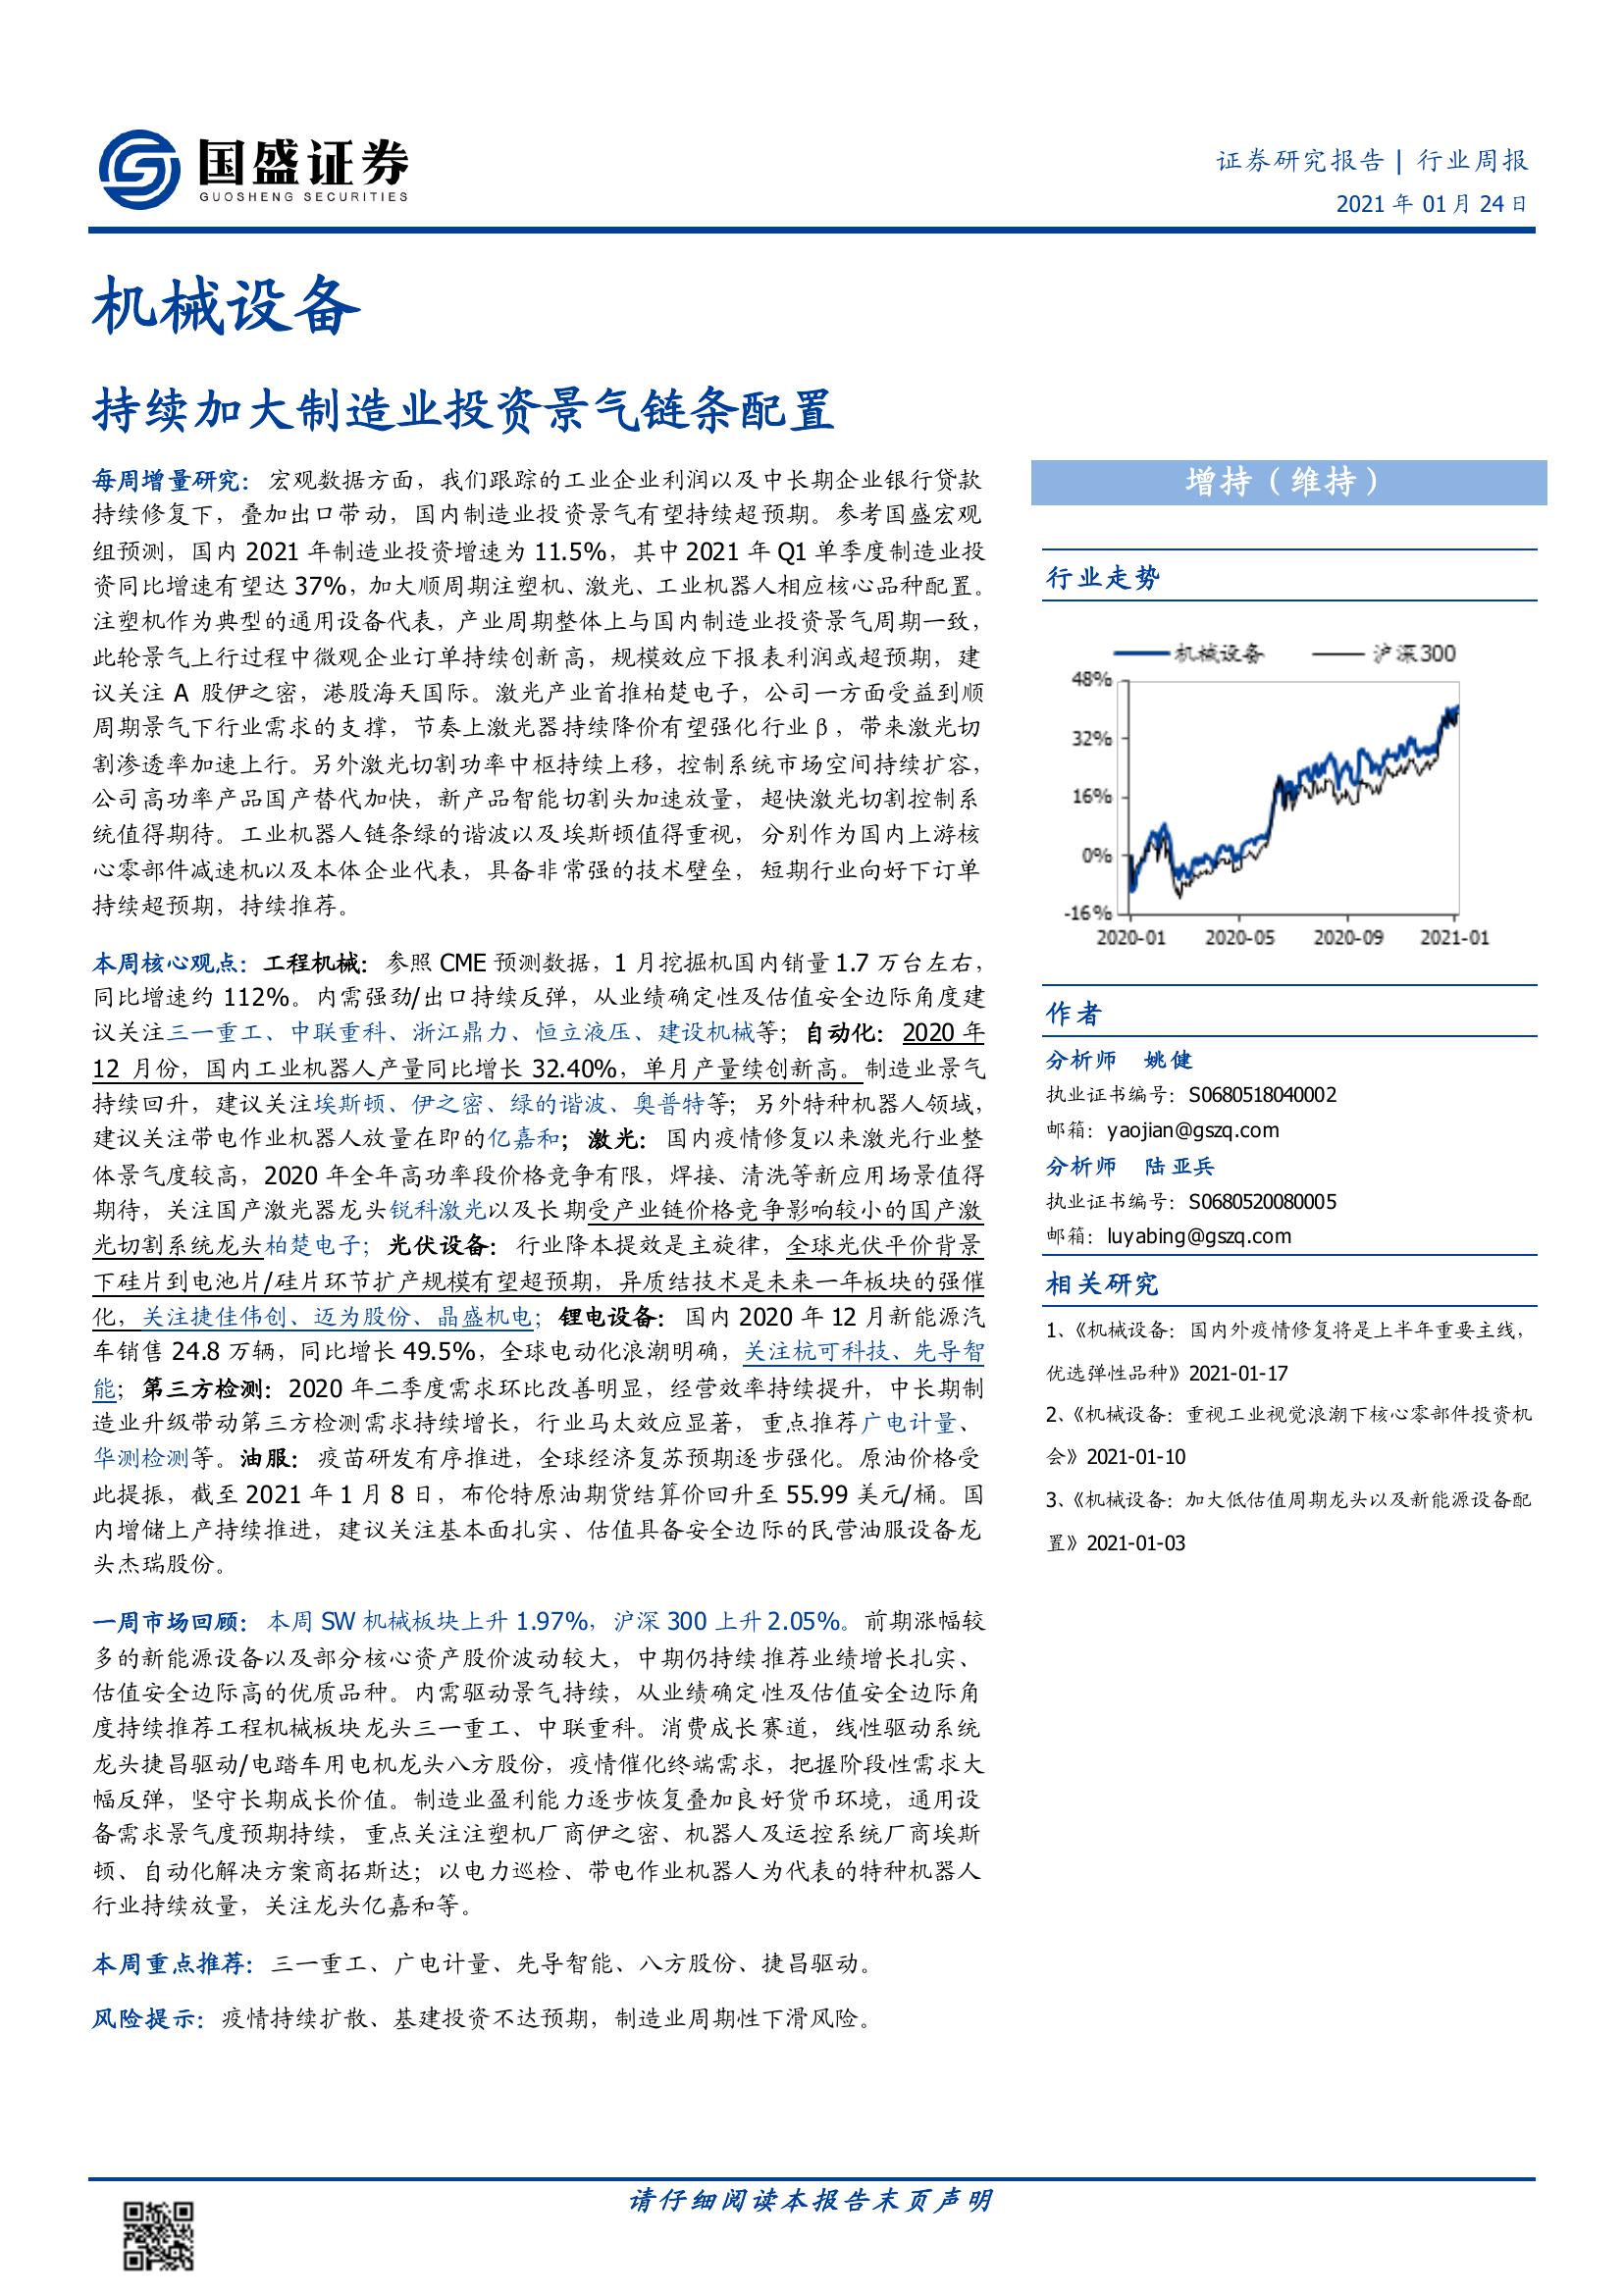 国盛证券
GUOSHENG SECURITIES
证券研究报告 | 行业周报
2021 年 01 月 24 日
机械设备
持续加大制造业投资景气链条配置
每周增量研究：宏观数据方面，我们跟踪的工业企业利润以及中长期企业银行贷款
持续修复下，叠加出口带动，国内制造业投资景气有望持续超预期。参考国盛宏观
组预测，国内 2021 年制造业投资增速为 11.5%，其中 2021 年 Q1 单季度制造业投
资同比增速有望达 37%，加大顺周期注塑机、激光、工业机器人相应核心品种配置。
注塑机作为典型的通用设备代表，产业周期整体上与国内制造业投资景气周期一致，
此轮景气上行过程中微观企业订单持续创新高，规模效应下报表利润或超预期，建
议关注 A 股伊之密，港股海天国际。激光产业首推柏楚电子，公司一方面受益到顺
周期景气下行业需求的支撑，节奏上激光器持续降价有望强化行业β，带来激光切
割渗透率加速上行。另外激光切割功率中枢持续上移，控制系统市场空间持续扩容，
公司高功率产品国产替代加快，新产品智能切割头加速放量，超快激光切割控制系
统值得期待。工业机器人链条绿的谐波以及埃斯顿值得重视，分别作为国内上游核
心零部件减速机以及本体企业代表，具备非常强的技术壁垒，短期行业向好下订单
持续超预期，持续推荐。
本周核心观点：工程机械：参照 CME 预测数据，1 月挖掘机国内销量 1.7 万台左右，
同比增速约 112%。内需强劲/出口持续反弹，从业绩确定性及估值安全边际角度建
议关注三一重工、中联重科、浙江鼎力、恒立液压、建设机械等；自动化：2020 年
12 月份，国内工业机器人产量同比增长 32.40%，单月产量续创新高。制造业景气
持续回升，建议关注埃斯顿、伊之密、绿的谐波、奥普特等；另外特种机器人领域，
建议关注带电作业机器人放量在即的亿嘉和；激光：国内疫情修复以来激光行业整
体景气度较高，2020 年全年高功率段价格竞争有限，焊接、清洗等新应用场景值得
期待，关注国产激光器龙头锐科激光以及长期受产业链价格竞争影响较小的国产激
光切割系统龙头柏楚电子；光伏设备：行业降本提效是主旋律，全球光伏平价背景
下硅片到电池片/硅片环节扩产规模有望超预期，异质结技术是未来一年板块的强催
化，关注捷佳伟创、迈为股份、晶盛机电；锂电设备：国内 2020 年 12 月新能源汽
车销售 24.8 万辆，同比增长 49.5%，全球电动化浪潮明确，关注杭可科技、先导智
能；第三方检测：2020 年二季度需求环比改善明显，经营效率持续提升，中长期制
造业升级带动第三方检测需求持续增长，行业马太效应显著，重点推荐广电计量、
华测检测等。油服：疫苗研发有序推进，全球经济复苏预期逐步强化。原油价格受
此提振，截至 2021 年 1 月 8 日，布伦特原油期货结算价回升至 55.99 美元/桶。国
内增储上产持续推进，建议关注基本面扎实、估值具备安全边际的民营油服设备龙
头杰瑞股份。
一周市场回顾：本周 SW 机械板块上升 1.97%，沪深 300 上升 2.05%。前期涨幅较
多的新能源设备以及部分核心资产股价波动较大，中期仍持续推荐业绩增长扎实、
估值安全边际高的优质品种。内需驱动景气持续，从业绩确定性及估值安全边际角
度持续推荐工程机械板块龙头三一重工、中联重科。消费成长赛道，线性驱动系统
龙头捷昌驱动/电踏车用电机龙头八方股份，疫情催化终端需求，把握阶段性需求大
幅反弹，坚守长期成长价值。制造业盈利能力逐步恢复叠加良好货币环境，通用设
备需求景气度预期持续，重点关注注塑机厂商伊之密、机器人及运控系统厂商埃斯
顿、自动化解决方案商拓斯达；以电力巡检、带电作业机器人为代表的特种机器人
行业持续放量，关注龙头亿嘉和等。
本周重点推荐：三一重工、广电计量、先导智能、八方股份、捷昌驱动。
风险提示：疫情持续扩散、基建投资不达预期，制造业周期性下滑风险。
增持（维持）
行业走势
机械设备 沪深300
48%
32%
16%
0%
-16%
2020-01 2020-05 2020-09 2021-01
作者
分析师 姚健
执业证书编号：S0680518040002
邮箱：yaojian@gszq.com
分析师 陆亚兵
执业证书编号：S0680520080005
邮箱：luyabing@gszq.com
相关研究
1、《机械设备：国内外疫情修复将是上半年重要主线，
优选弹性品种》2021-01-17
2、《机械设备：重视工业视觉浪潮下核心零部件投资机
会》2021-01-10
3、《机械设备：加大低估值周期龙头以及新能源设备配
置》2021-01-03
请仔细阅读本报告末页声明